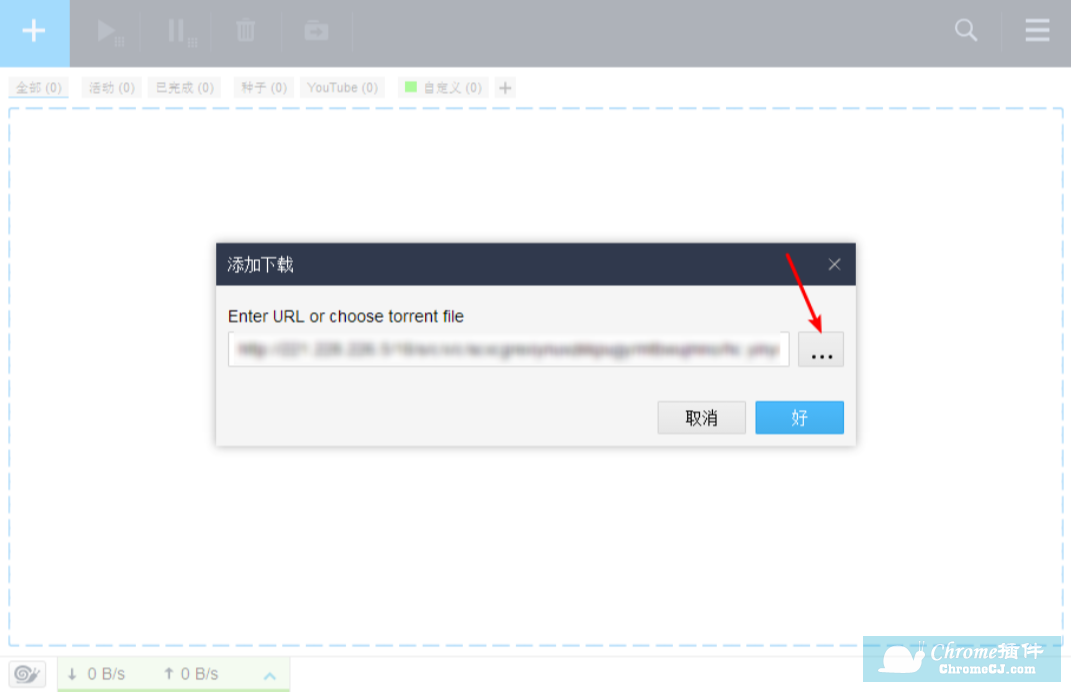 全部 (0) 活动 (0) 已完成 (0) 种子 (0) YouTube (0) 自定义 (0) +
添加下载
Enter URL or choose torrent file
...
取消 好
0 B/s 0 B/s
Chrome插件
ChromeCJ.com